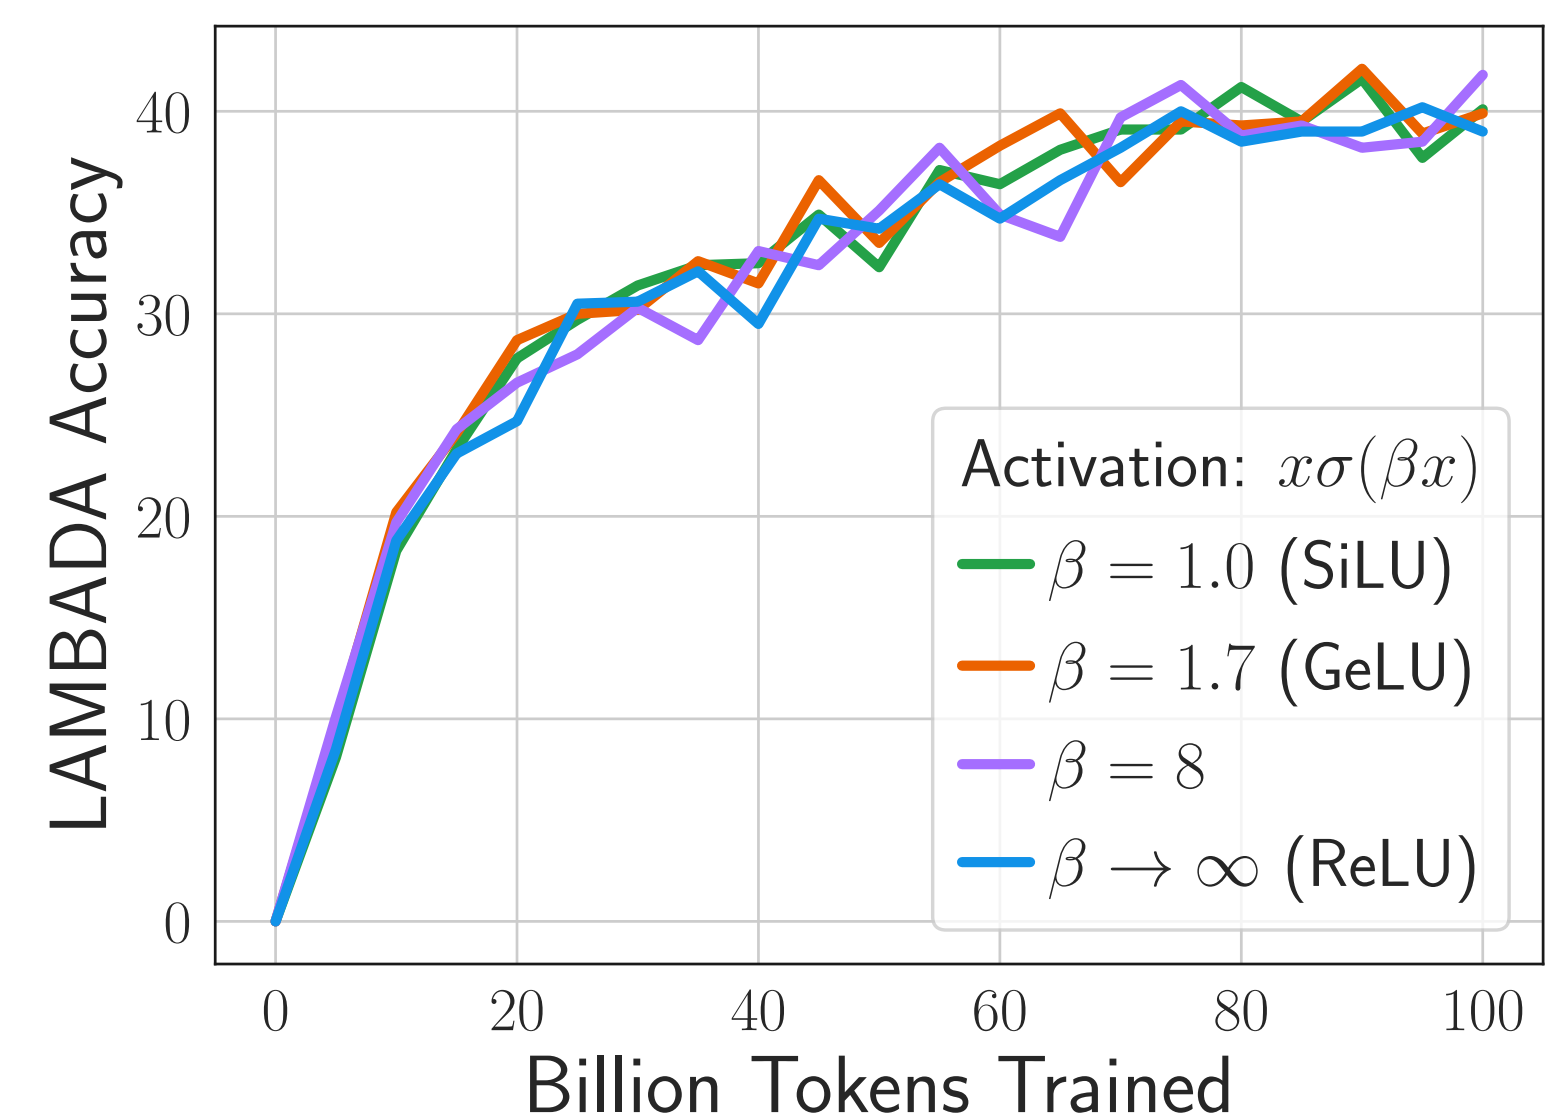 LAMBADA Accuracy
40
30
20
10
0
Activation: xσ(βx)
β = 1.0 (SiLU)
β = 1.7 (GeLU)
β = 8
β → ∞ (ReLU)
0 20 40 60 80 100
Billion Tokens Trained